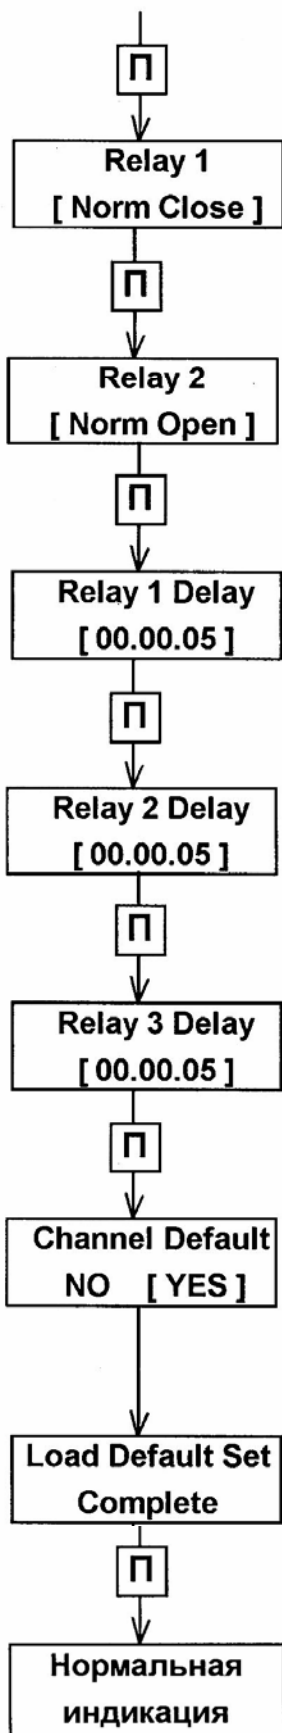 П
Relay 1
[ Norm Close ]
П
Relay 2
[ Norm Open ]
П
Relay 1 Delay
[ 00.00.05 ]
П
Relay 2 Delay
[ 00.00.05 ]
П
Relay 3 Delay
[ 00.00.05 ]
П
Channel Default
NO [ YES ]
Load Default Set
Complete
П
Нормальная
индикация